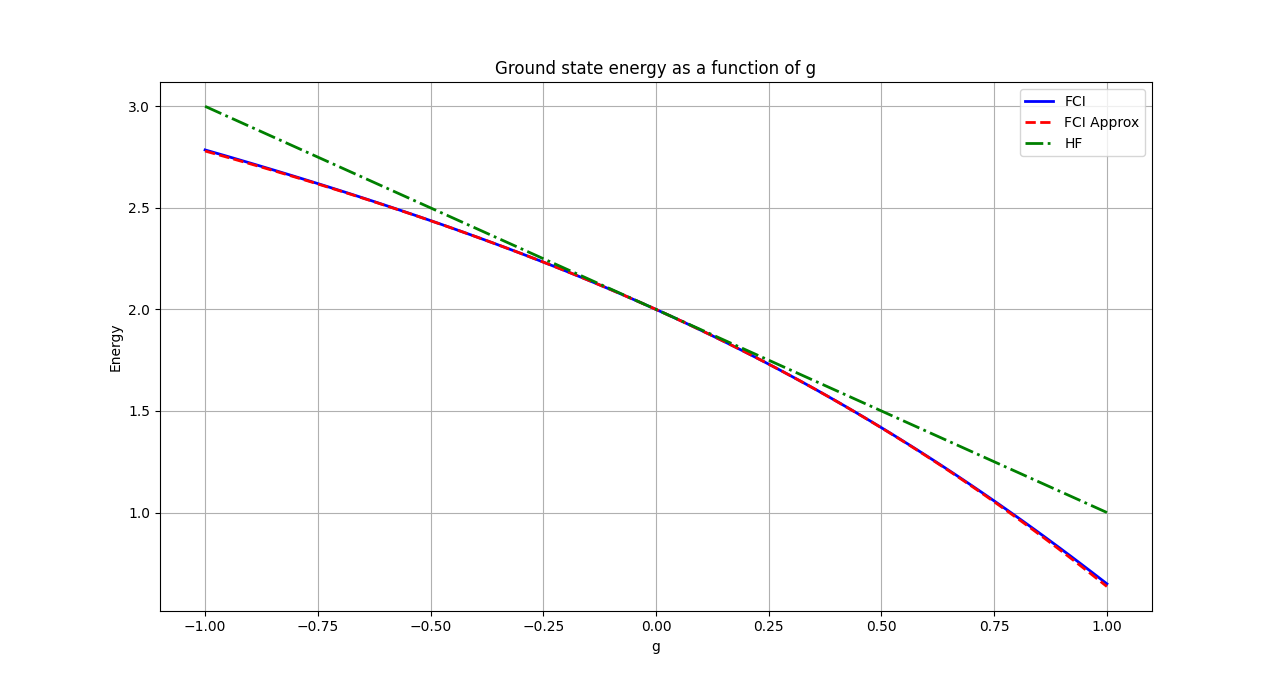 Ground state energy as a function of g
FCI
FCI Approx
HF
Energy
3.0
2.5
2.0
1.5
1.0
−1.00 −0.75 −0.50 −0.25 0.00 0.25 0.50 0.75 1.00
g